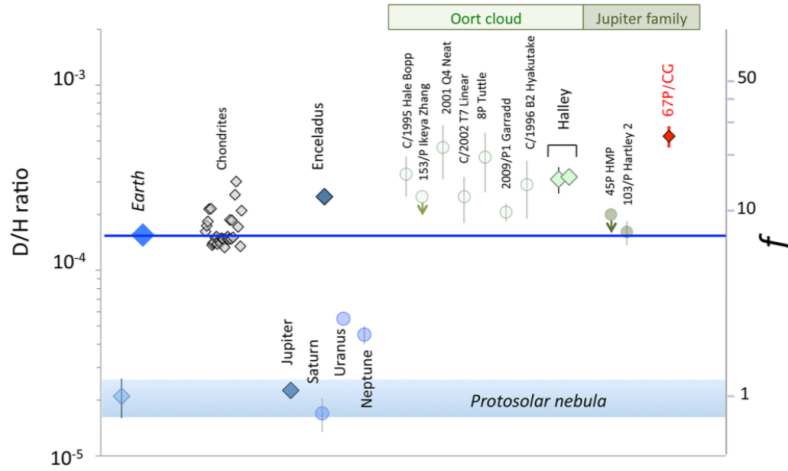 Oort cloud
Jupiter family
D/H ratio
10-3
10-4
10-5
Earth
Chondrites
Enceladus
C/1995 Hale Bopp
153/P Ikeya Zhang
2001 Q4 Neat
C/2002 T7 Linear
8P Tuttle
2009/P1 Garradd
C/1996 B2 Hyakutake
Halley
45P HMP
103/P Hartley 2
67P/CG
Jupiter
Saturn
Uranus
Neptune
Protosolar nebula
50
10
1
f